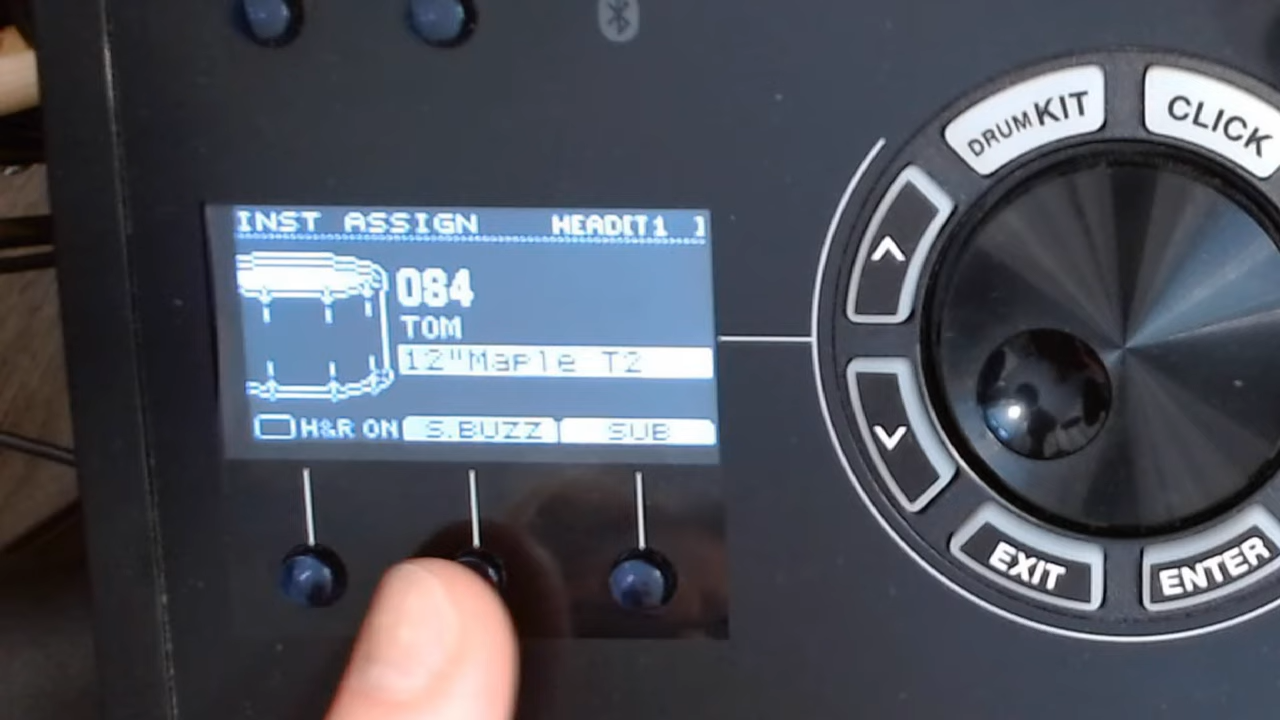 DRUM KIT
CLICK
INST ASSIGN HEAD[T1 ]
084
TOM
12"Maple T2
H&R ON S.BUZZ SUB
EXIT
ENTER